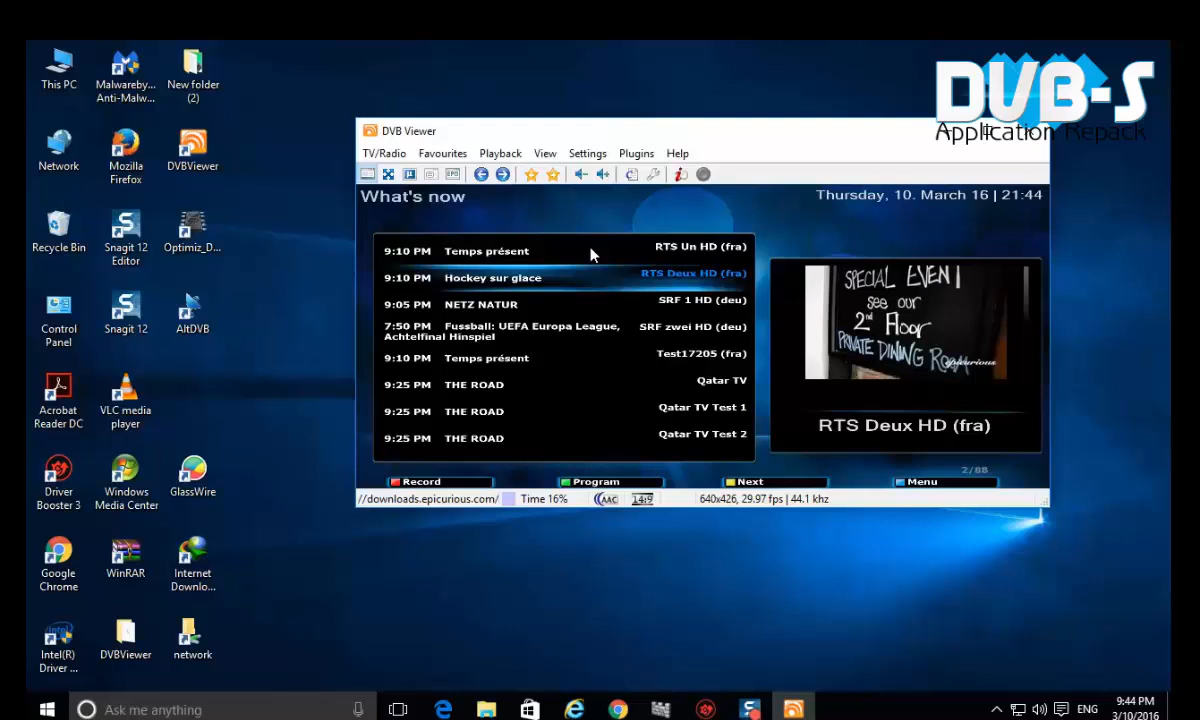 DVB-S
Application Repack
This PC
Malwareby...
Anti-Malw...
New folder
(2)
Network
Mozilla
Firefox
DVBViewer
Recycle Bin
Snagit 12
Editor
Optimiz_D...
Control
Panel
Snagit 12
AltDVB
Acrobat
Reader DC
VLC media
player
Driver
Booster 3
Windows
Media Center
GlassWire
Google
Chrome
WinRAR
Internet
Downlo...
Intel(R)
Driver ...
DVBViewer
network
DVB Viewer
TV/Radio Favourites Playback View Settings Plugins Help
What's now
Thursday, 10. March 16 | 21:44
9:10 PM Temps présent RTS Un HD (fra)
9:10 PM Hockey sur glace RTS Deux HD (fra)
9:05 PM NETZ NATUR SRF 1 HD (deu)
7:50 PM Fussball: UEFA Europa League, SRF zwei HD (deu)
Achtelfinal Hinspiel
9:10 PM Temps présent Test17205 (fra)
9:25 PM THE ROAD Qatar TV
9:25 PM THE ROAD Qatar TV Test 1
9:25 PM THE ROAD Qatar TV Test 2
SPECIAL EVENT
see our
2nd Floor
PRIVATE DINING ROOM
epicurious
RTS Deux HD (fra)
2/88
Record Program Next Menu
//downloads.epicurious.com/ Time 16% AAC 14:9 640x426, 29.97 fps | 44.1 khz
Ask me anything
ENG
9:44 PM
3/10/2016